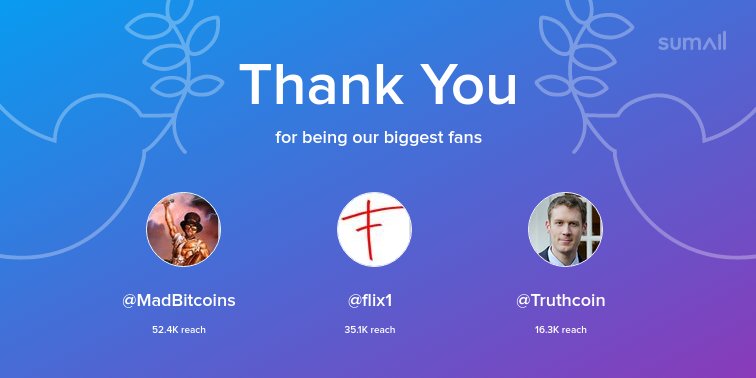 sumall
Thank You
for being our biggest fans
@MadBitcoins
@flix1
@Truthcoin
52.4K reach
35.1K reach
16.3K reach